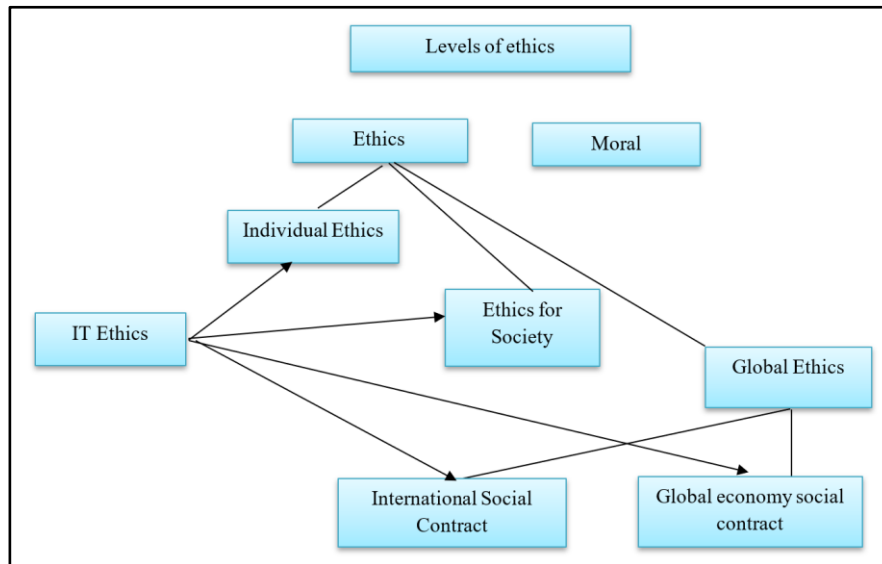 Levels of ethics
Ethics
Moral
Individual Ethics
Ethics for
Society
IT Ethics
Global Ethics
International Social
Contract
Global economy social
contract